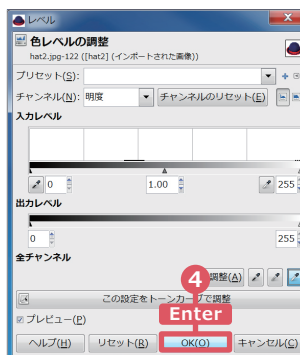 レベル
色レベルの調整
hat2.jpg-122 ([hat2] (インポートされた画像))
プリセット(S):
チャンネル(N): 明度 チャンネルのリセット(E)
入力レベル
0 1.00 255
出力レベル
0 255
全チャンネル
4 調整(A)
この設定をトーンカーブで調整
Enter
プレビュー(P)
ヘルプ(H) リセット(R) OK(O) キャンセル(C)